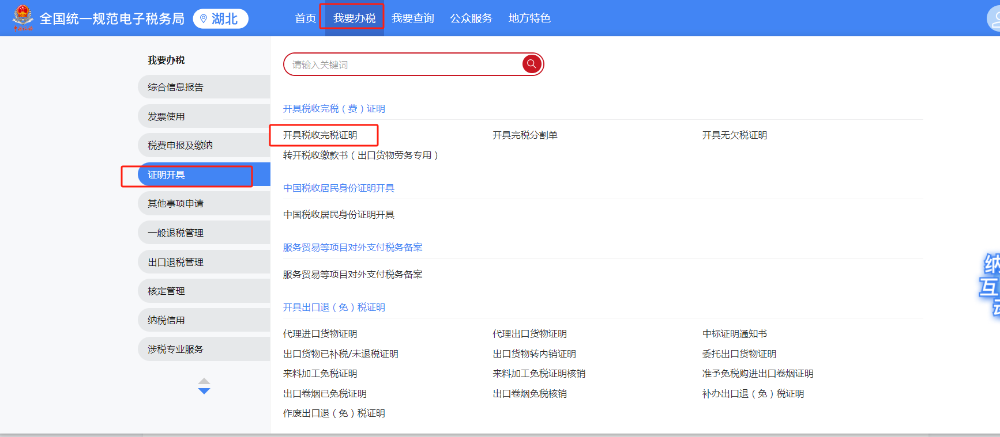 全国统一规范电子税务局
湖北
首页 我要办税 我要查询 公众服务 地方特色
我要办税
综合信息报告
发票使用
税费申报及缴纳
证明开具
其他事项申请
一般退税管理
出口退税管理
核定管理
纳税信用
涉税专业服务
请输入关键词
开具税收完税（费）证明
开具税收完税证明 开具完税分割单 开具无欠税证明
转开税收缴款书（出口货物劳务专用）
中国税收居民身份证明开具
中国税收居民身份证明开具
服务贸易等项目对外支付税务备案
服务贸易等项目对外支付税务备案
开具出口退（免）税证明
代理进口货物证明 代理出口货物证明 中标证明通知书
出口货物已补税/未退税证明 出口货物转内销证明 委托出口货物证明
来料加工免税证明 来料加工免税证明核销 准予免税购进出口卷烟证明
出口卷烟已免税证明 出口卷烟免税核销 补办出口退（免）税证明
作废出口退（免）税证明
纳
互